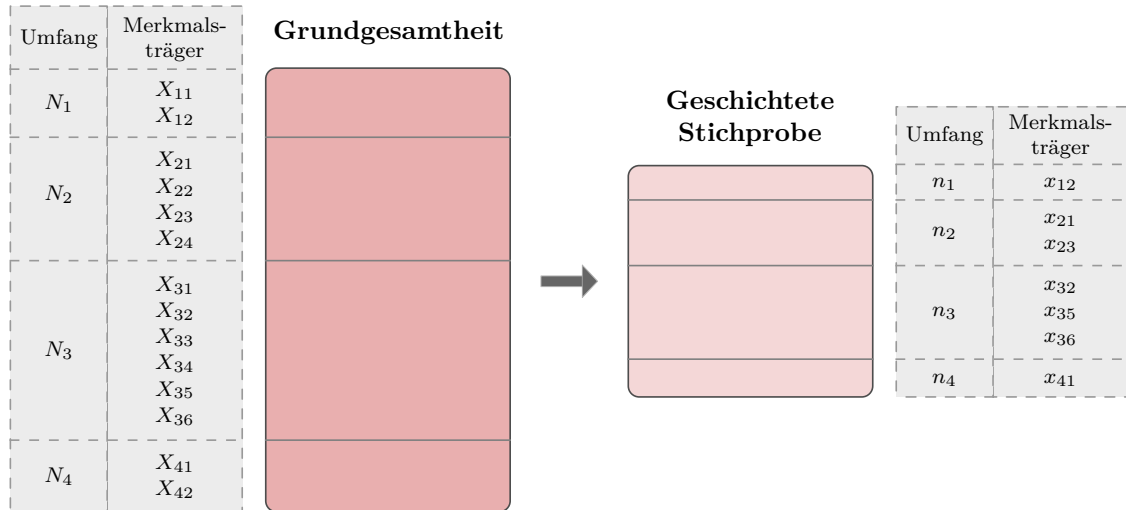 Umfang Merkmals-
träger
N₁ X₁₁
X₁₂
N₂ X₂₁
X₂₂
X₂₃
X₂₄
N₃ X₃₁
X₃₂
X₃₃
X₃₄
X₃₅
X₃₆
N₄ X₄₁
X₄₂
Grundgesamtheit
Geschichtete
Stichprobe
Umfang Merkmals-
träger
n₁ x₁₂
n₂ x₂₁
x₂₃
n₃ x₃₂
x₃₅
x₃₆
n₄ x₄₁